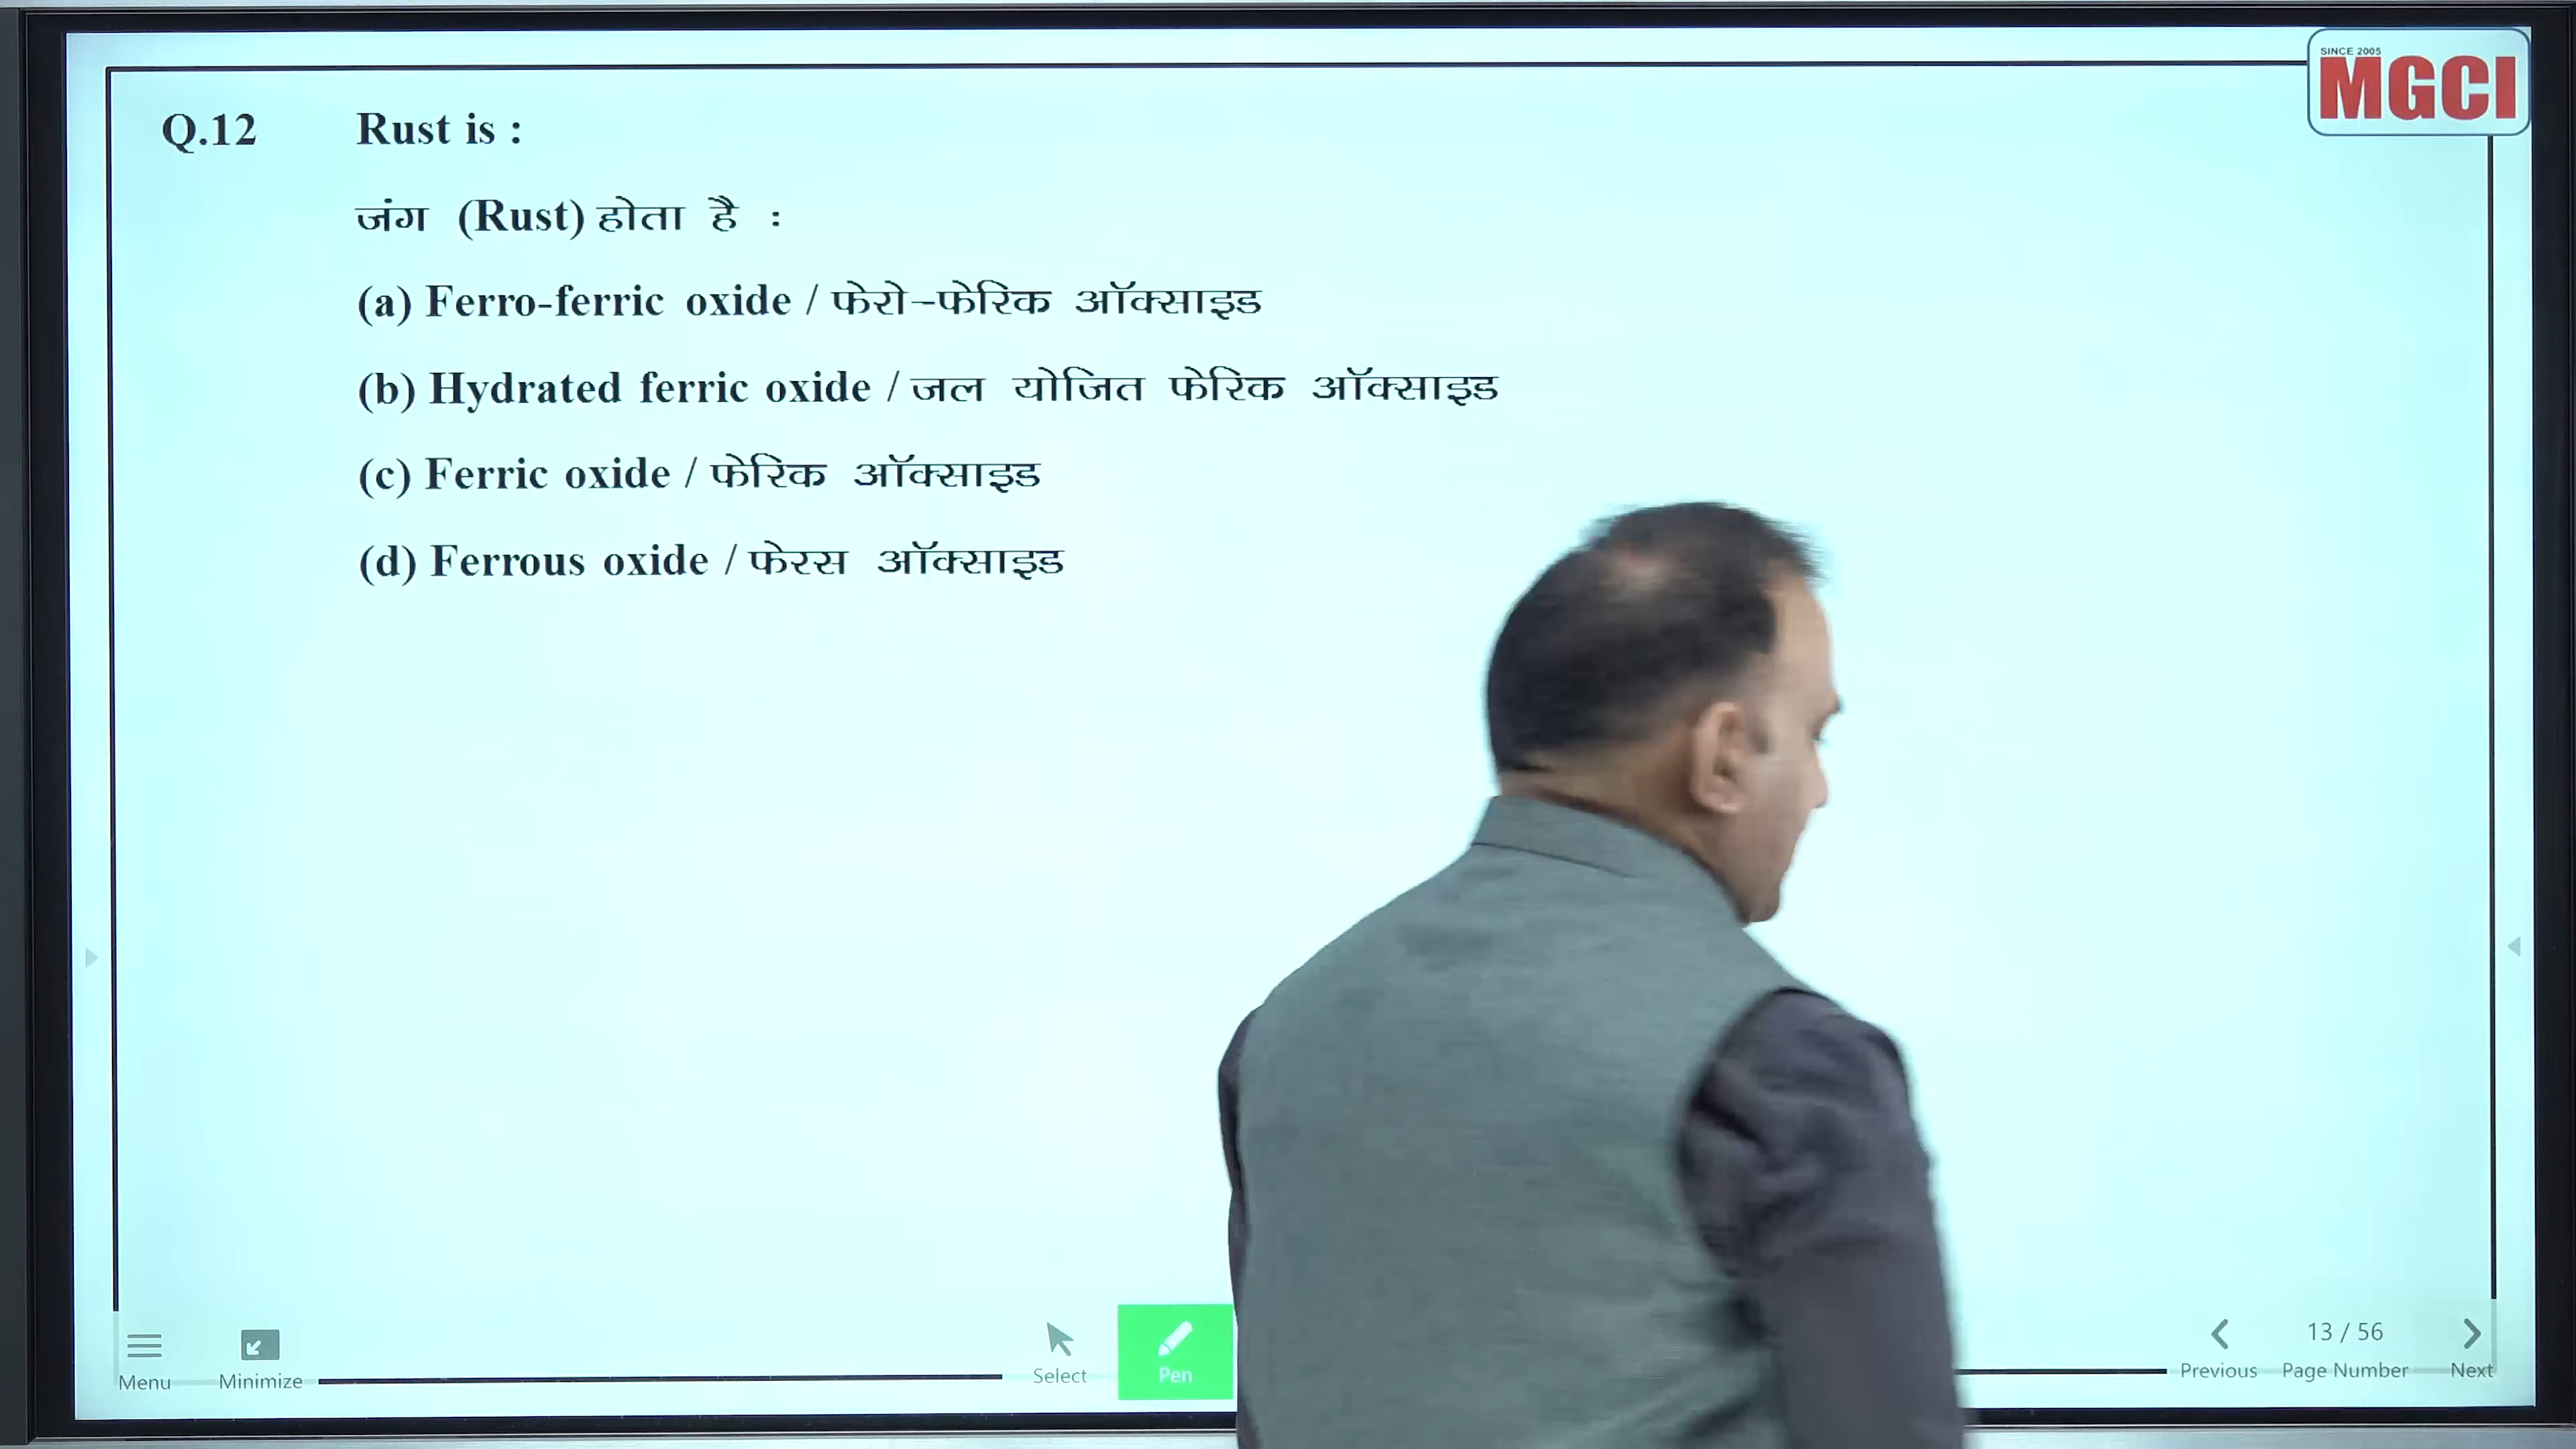 SINCE 2005
MGCI
Q.12 Rust is :
जंग (Rust) होता है :
(a) Ferro-ferric oxide / फेरो-फेरिक ऑक्साइड
(b) Hydrated ferric oxide / जल योजित फेरिक ऑक्साइड
(c) Ferric oxide / फेरिक ऑक्साइड
(d) Ferrous oxide / फेरस ऑक्साइड
Menu Minimize Select Pen Previous 13 / 56 Page Number Next